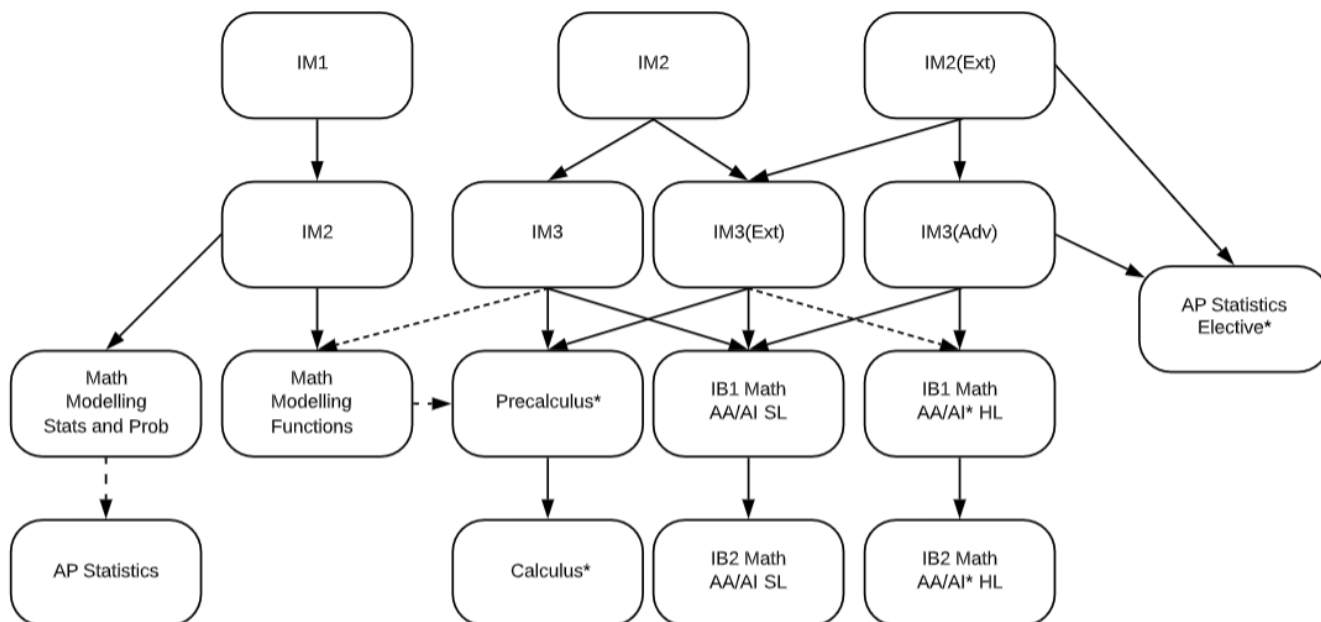 IM1
IM2
IM2(Ext)
IM2
IM3
IM3(Ext)
IM3(Adv)
AP Statistics
Elective*
Math
Modelling
Stats and Prob
Math
Modelling
Functions
Precalculus*
IB1 Math
AA/AI SL
IB1 Math
AA/AI* HL
AP Statistics
Calculus*
IB2 Math
AA/AI SL
IB2 Math
AA/AI* HL